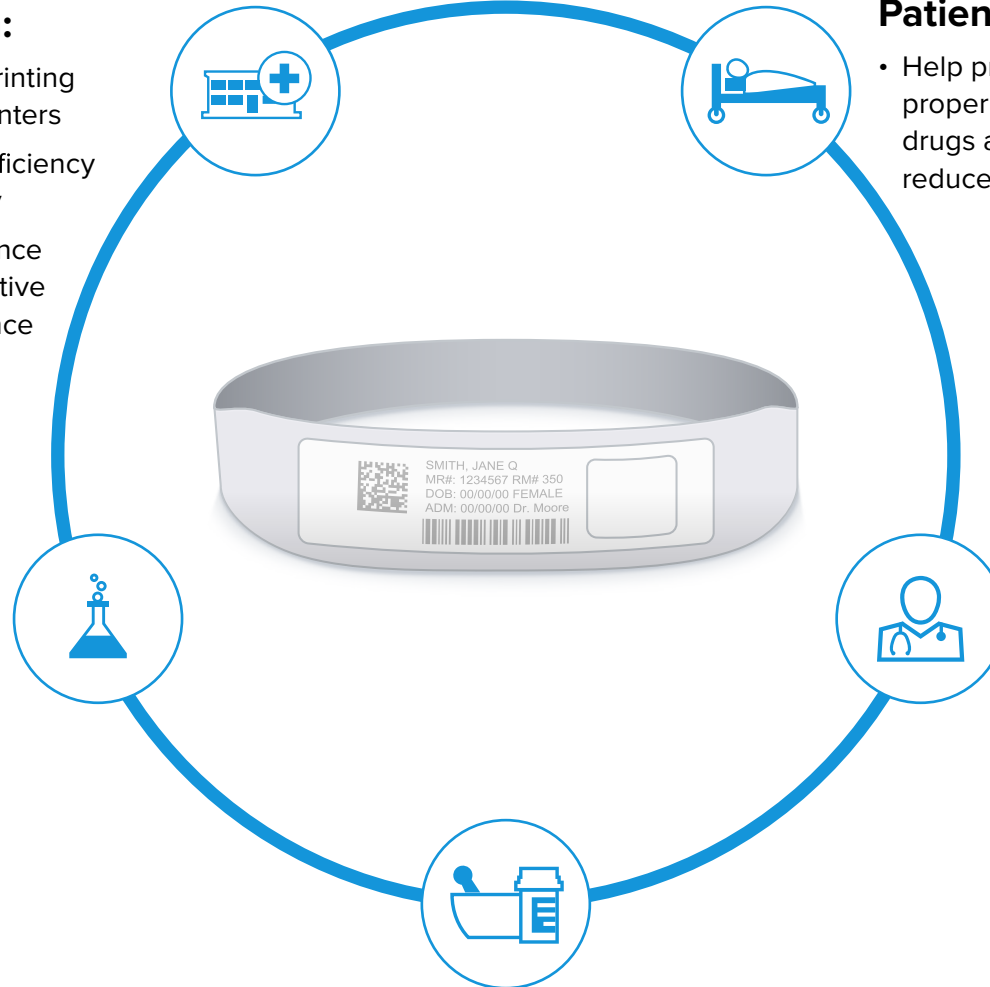 :
rinting
nters
ficiency
nce
tive
ce
Patien
• Help pr
proper
drugs a
reduce
SMITH, JANE Q
MR#: 1234567 RM# 350
DOB: 00/00/00 FEMALE
ADM: 00/00/00 Dr. Moore